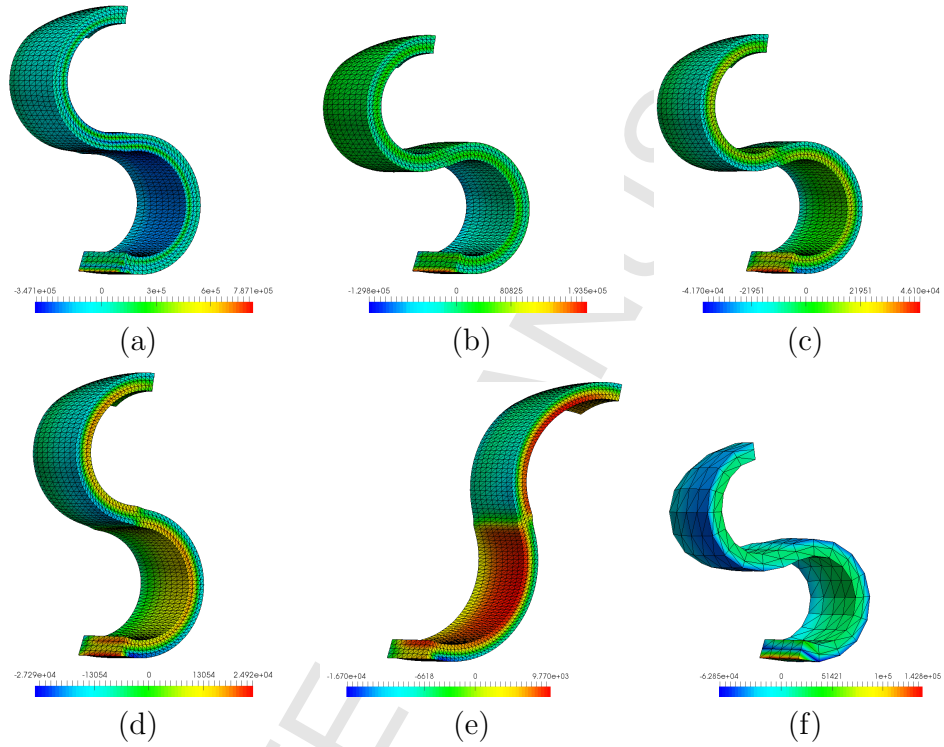 -3.471e+05 0 3e+5 6e+5 7.871e+05
-1.298e+05 0 80825 1.935e+05
-4.170e+04 -21951 0 21951 4.610e+04
(a) (b) (c)
-2.729e+04 -13054 0 13054 2.492e+04
-1.670e+04 -6618 0 9.770e+03
-6.285e+04 0 51421 1e+05 1.428e+05
(d) (e) (f)